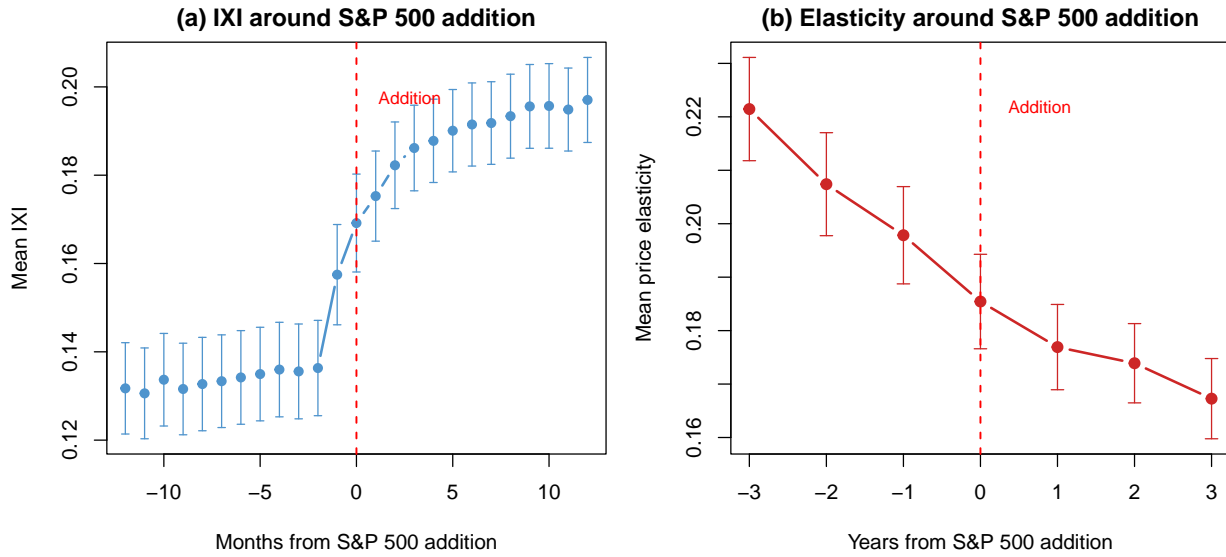 (a) IXI around S&P 500 addition
Mean IXI
0.20
0.18
0.16
0.14
0.12
Addition
−10
−5
0
5
10
Months from S&P 500 addition
(b) Elasticity around S&P 500 addition
Mean price elasticity
0.22
0.20
0.18
0.16
Addition
−3
−2
−1
0
1
2
3
Years from S&P 500 addition